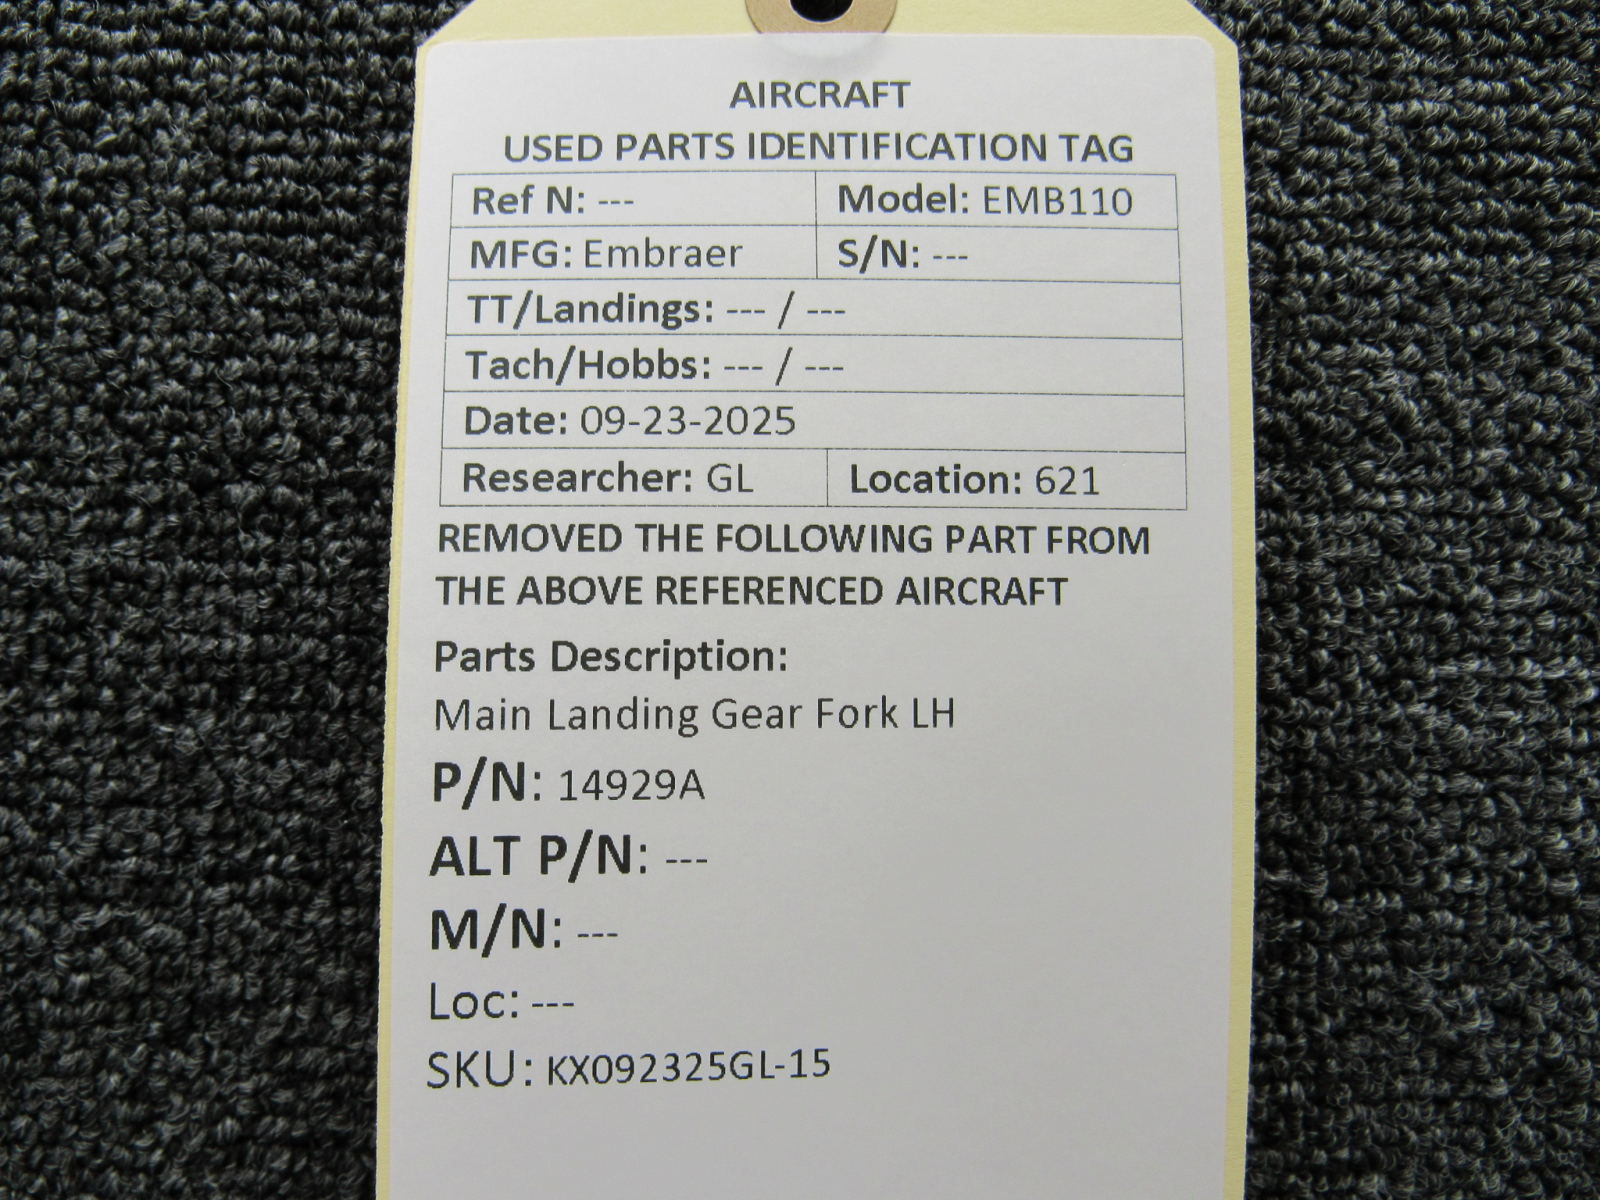 AIRCRAFT
USED PARTS IDENTIFICATION TAG
Ref N: --- Model: EMB110
MFG: Embraer S/N: ---
TT/Landings: --- / ---
Tach/Hobbs: --- / ---
Date: 09-23-2025
Researcher: GL Location: 621
REMOVED THE FOLLOWING PART FROM
THE ABOVE REFERENCED AIRCRAFT
Parts Description:
Main Landing Gear Fork LH
P/N: 14929A
ALT P/N: ---
M/N: ---
Loc: ---
SKU: KX092325GL-15